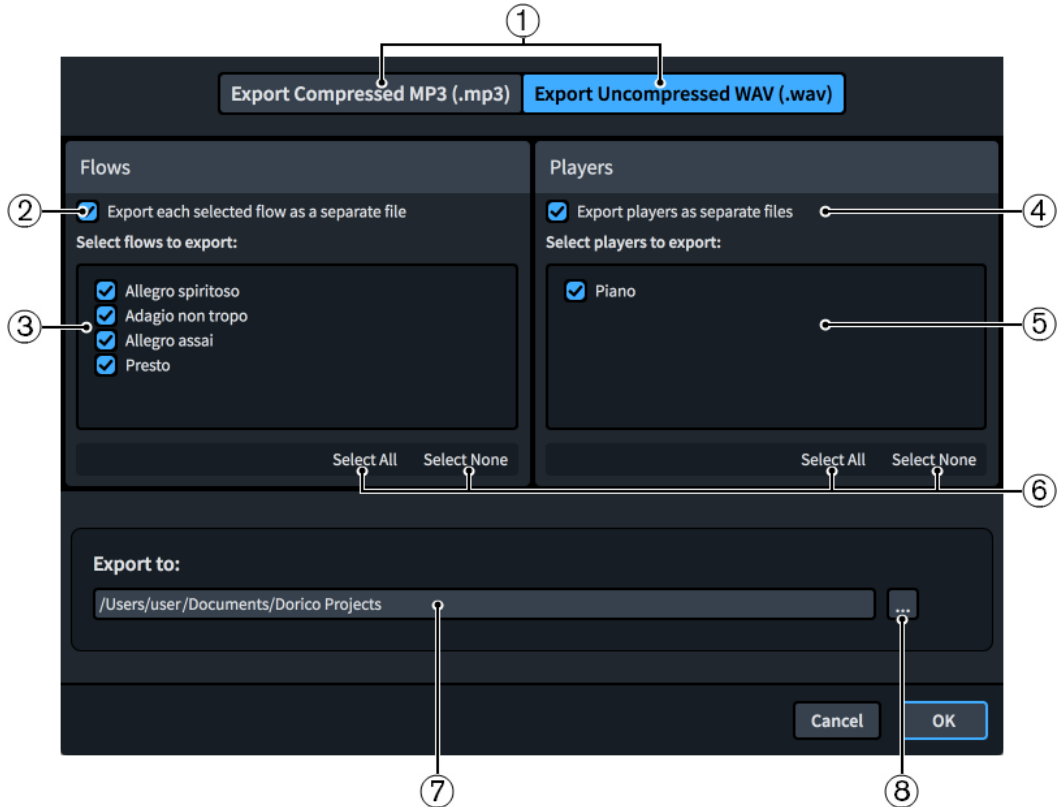 ①
Export Compressed MP3 (.mp3) Export Uncompressed WAV (.wav)
Flows
Players
② Export each selected flow as a separate file
Export players as separate files ④
Select flows to export:
Select players to export:
③
Allegro spiritoso
Adagio non tropo
Allegro assai
Presto
Piano
⑤
Select All Select None
Select All Select None
⑥
Export to:
/Users/user/Documents/Dorico Projects
...
Cancel OK
⑦ ⑧